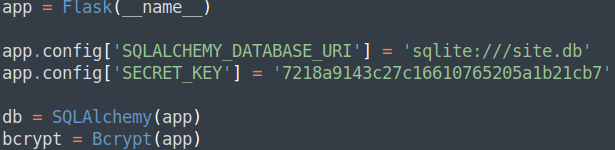 app = Flask(__name__)
app.config['SQLALCHEMY_DATABASE_URI'] = 'sqlite:///site.db'
app.config['SECRET_KEY'] = '7218a9143c27c16610765205a1b21cb7'
db = SQLAlchemy(app)
bcrypt = Bcrypt(app)